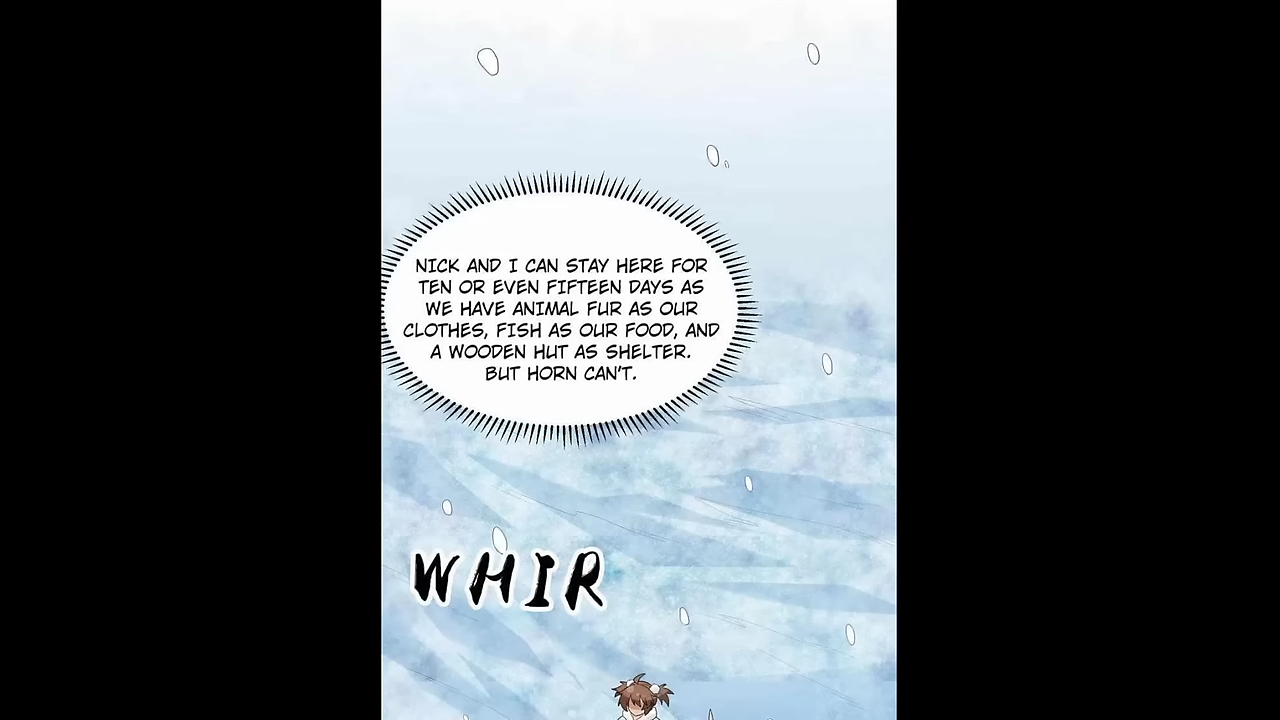 NICK AND I CAN STAY HERE FOR
TEN OR EVEN FIFTEEN DAYS AS
WE HAVE ANIMAL FUR AS OUR
CLOTHES, FISH AS OUR FOOD, AND
A WOODEN HUT AS SHELTER.
BUT HORN CAN'T.
WHIR